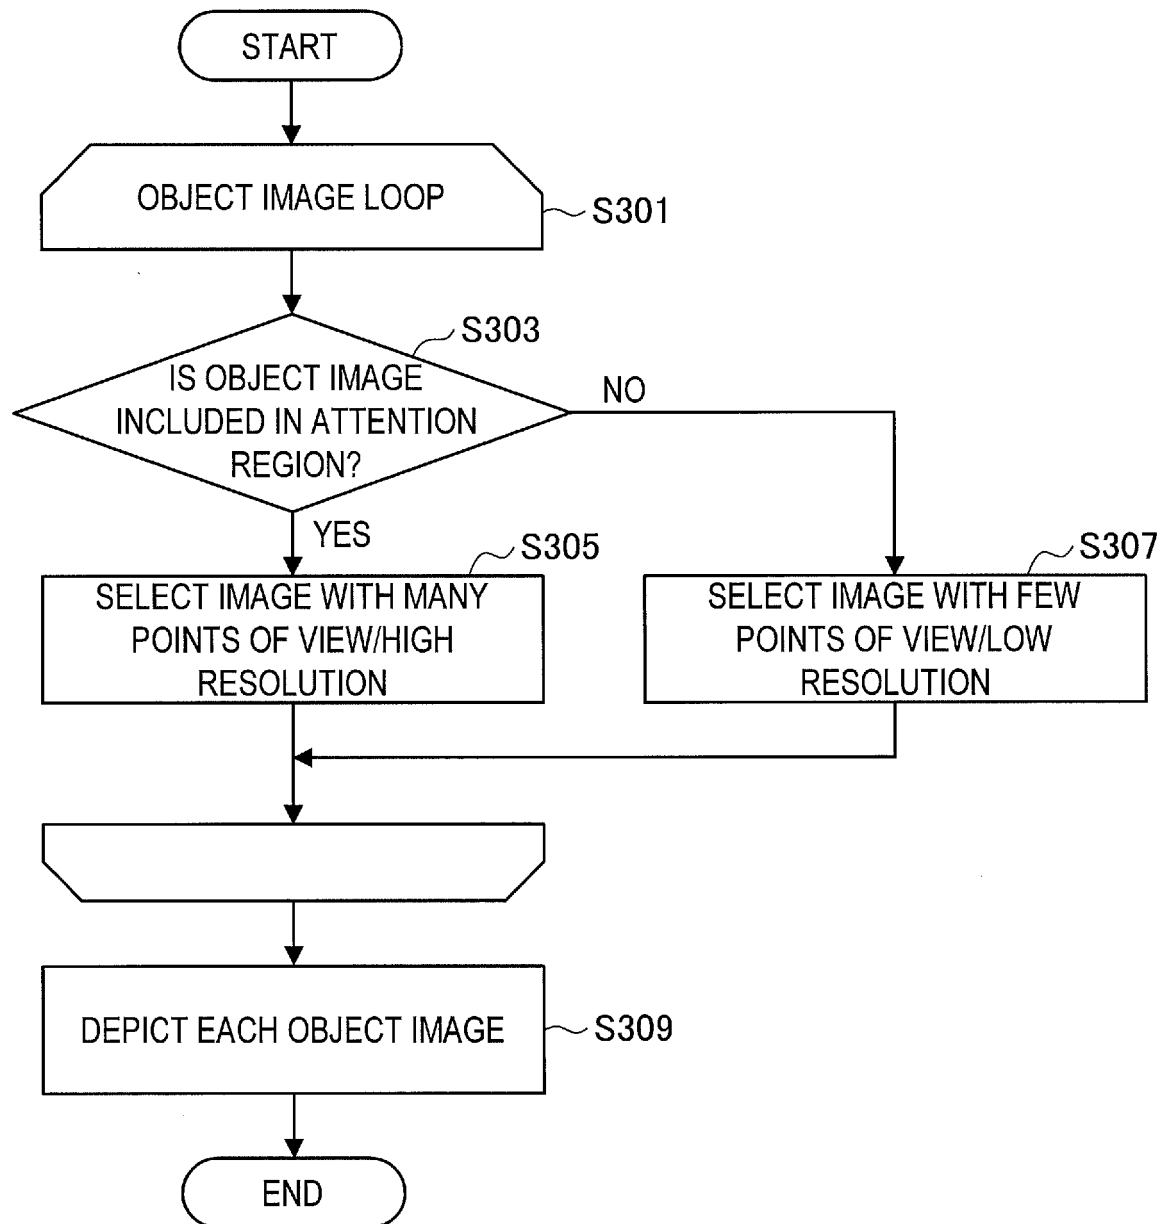 START
OBJECT IMAGE LOOP
S301
S303
IS OBJECT IMAGE
INCLUDED IN ATTENTION
REGION?
NO
YES
S305
SELECT IMAGE WITH MANY
POINTS OF VIEW/HIGH
RESOLUTION
S307
SELECT IMAGE WITH FEW
POINTS OF VIEW/LOW
RESOLUTION
DEPICT EACH OBJECT IMAGE
S309
END